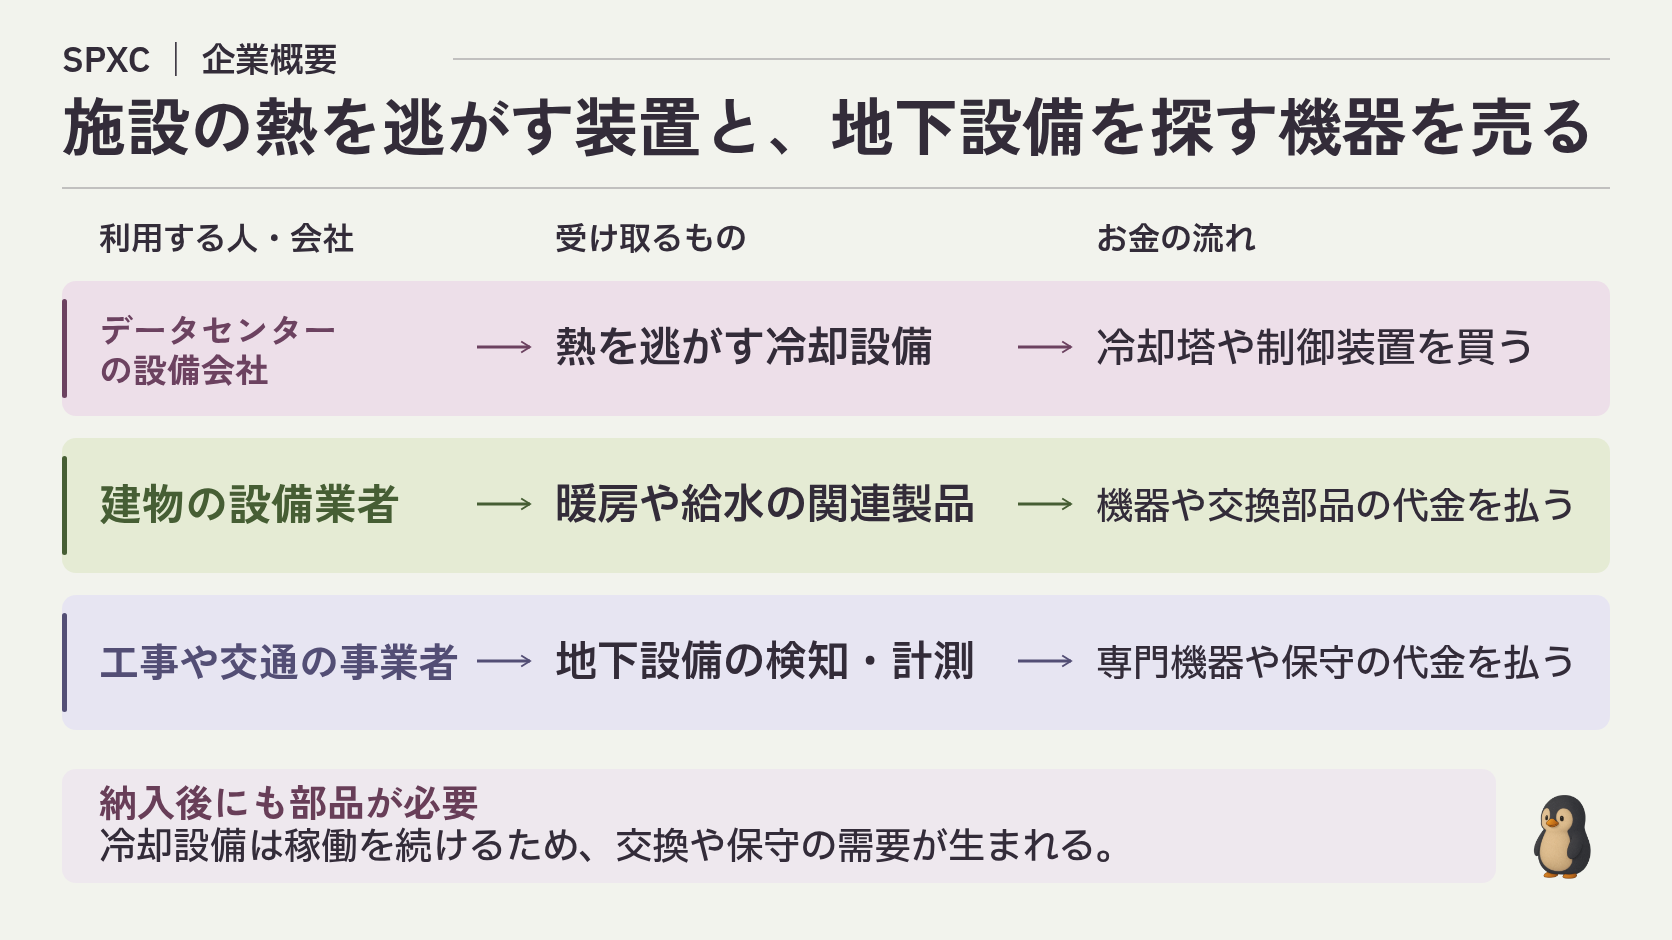 SPXC | 企業概要
施設の熱を逃がす装置と、地下設備を探す機器を売る
利用する人・会社 受け取るもの お金の流れ
データセンター
の設備会社
→ 熱を逃がす冷却設備 → 冷却塔や制御装置を買う
建物の設備業者 → 暖房や給水の関連製品 → 機器や交換部品の代金を払う
工事や交通の事業者 → 地下設備の検知・計測 → 専門機器や保守の代金を払う
納入後にも部品が必要
冷却設備は稼働を続けるため、交換や保守の需要が生まれる。